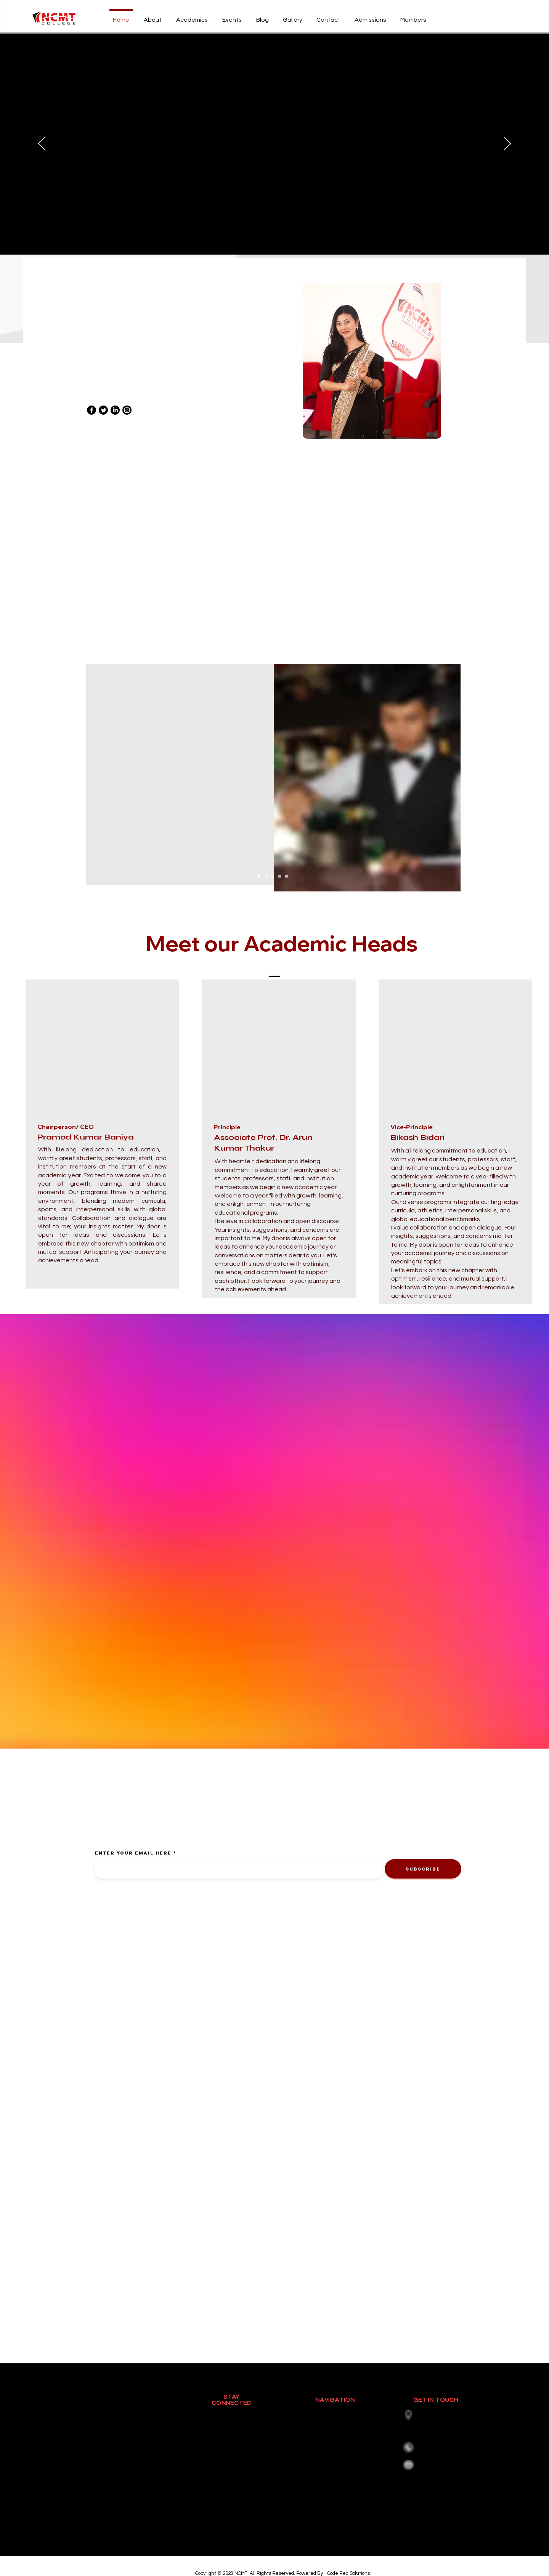 NCMT
COLLEGE
Home About Academics Events Blog Gallery Contact Admissions Members
NCMT
COLLEGE
Meet our Academic Heads
Chairperson/ CEO
Pramod Kumar Baniya
With lifelong dedication to education, I
warmly greet students, professors, staff, and
institution members at the start of a new
academic year. Excited to welcome you to a
year of growth, learning, and shared
moments. Our programs thrive in a nurturing
environment, blending modern curricula,
sports, and interpersonal skills with global
standards. Collaboration and dialogue are
vital to me; your insights matter. My door is
open for ideas and discussions. Let's
embrace this new chapter with optimism and
mutual support. Anticipating your journey and
achievements ahead.
Principle
Associate Prof. Dr. Arun
Kumar Thakur
With heartfelt dedication and lifelong
commitment to education, I warmly greet our
students, professors, staff, and institution
members as we begin a new academic year.
Welcome to a year filled with growth, learning,
and enlightenment in our nurturing
educational programs.
I believe in collaboration and open discourse.
Your insights, suggestions, and concerns are
important to me. My door is always open for
ideas to enhance your academic journey or
conversations on matters dear to you. Let's
embrace this new chapter with optimism,
resilience, and a commitment to support
each other. I look forward to your journey and
the achievements ahead.
Vice-Principle
Bikash Bidari
With a lifelong commitment to education, I
warmly greet our students, professors, staff,
and institution members as we begin a new
academic year. Welcome to a year filled with
growth, learning, and enlightenment in our
nurturing programs.
Our diverse programs integrate cutting-edge
curricula, athletics, interpersonal skills, and
global educational benchmarks.
I value collaboration and open dialogue. Your
insights, suggestions, and concerns matter
to me. My door is open for ideas to enhance
your academic journey and discussions on
meaningful topics.
Let's embark on this new chapter with
optimism, resilience, and mutual support. I
look forward to your journey and remarkable
achievements ahead.
ENTER YOUR EMAIL HERE *
SUBSCRIBE
STAY
CONNECTED
NAVIGATION
GET IN TOUCH
Copyright © 2023 NCMT. All Rights Reserved. Powered By - Code Red Solutions